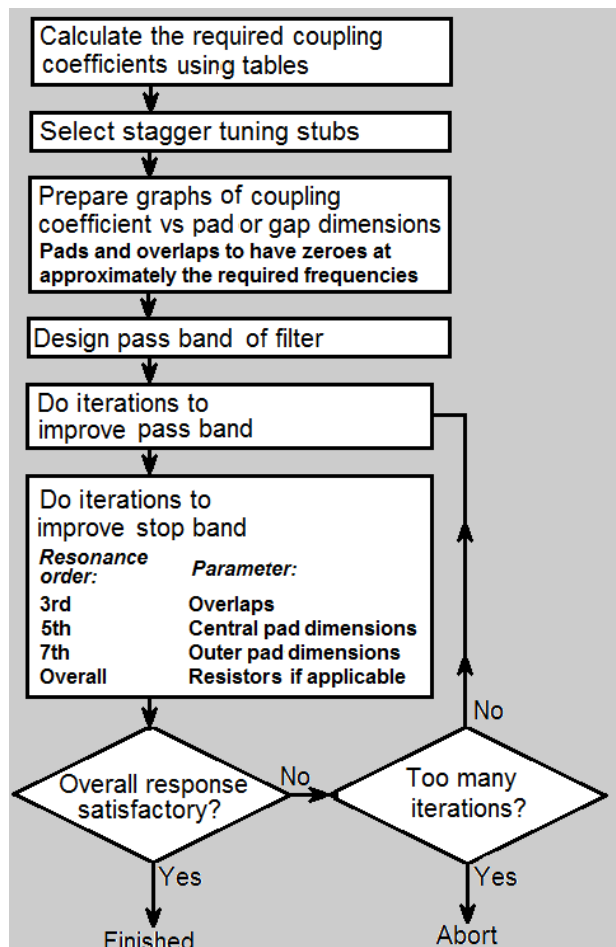 Calculate the required coupling
coefficients using tables
Select stagger tuning stubs
Prepare graphs of coupling
coefficient vs pad or gap dimensions
Pads and overlaps to have zeroes at
approximately the required frequencies
Design pass band of filter
Do iterations to
improve pass band
Do iterations to
improve stop band
Resonance order: Parameter:
3rd Overlaps
5th Central pad dimensions
7th Outer pad dimensions
Overall Resistors if applicable
No
Overall response
satisfactory?
No
Too many
iterations?
Yes
Yes
Finished
Abort